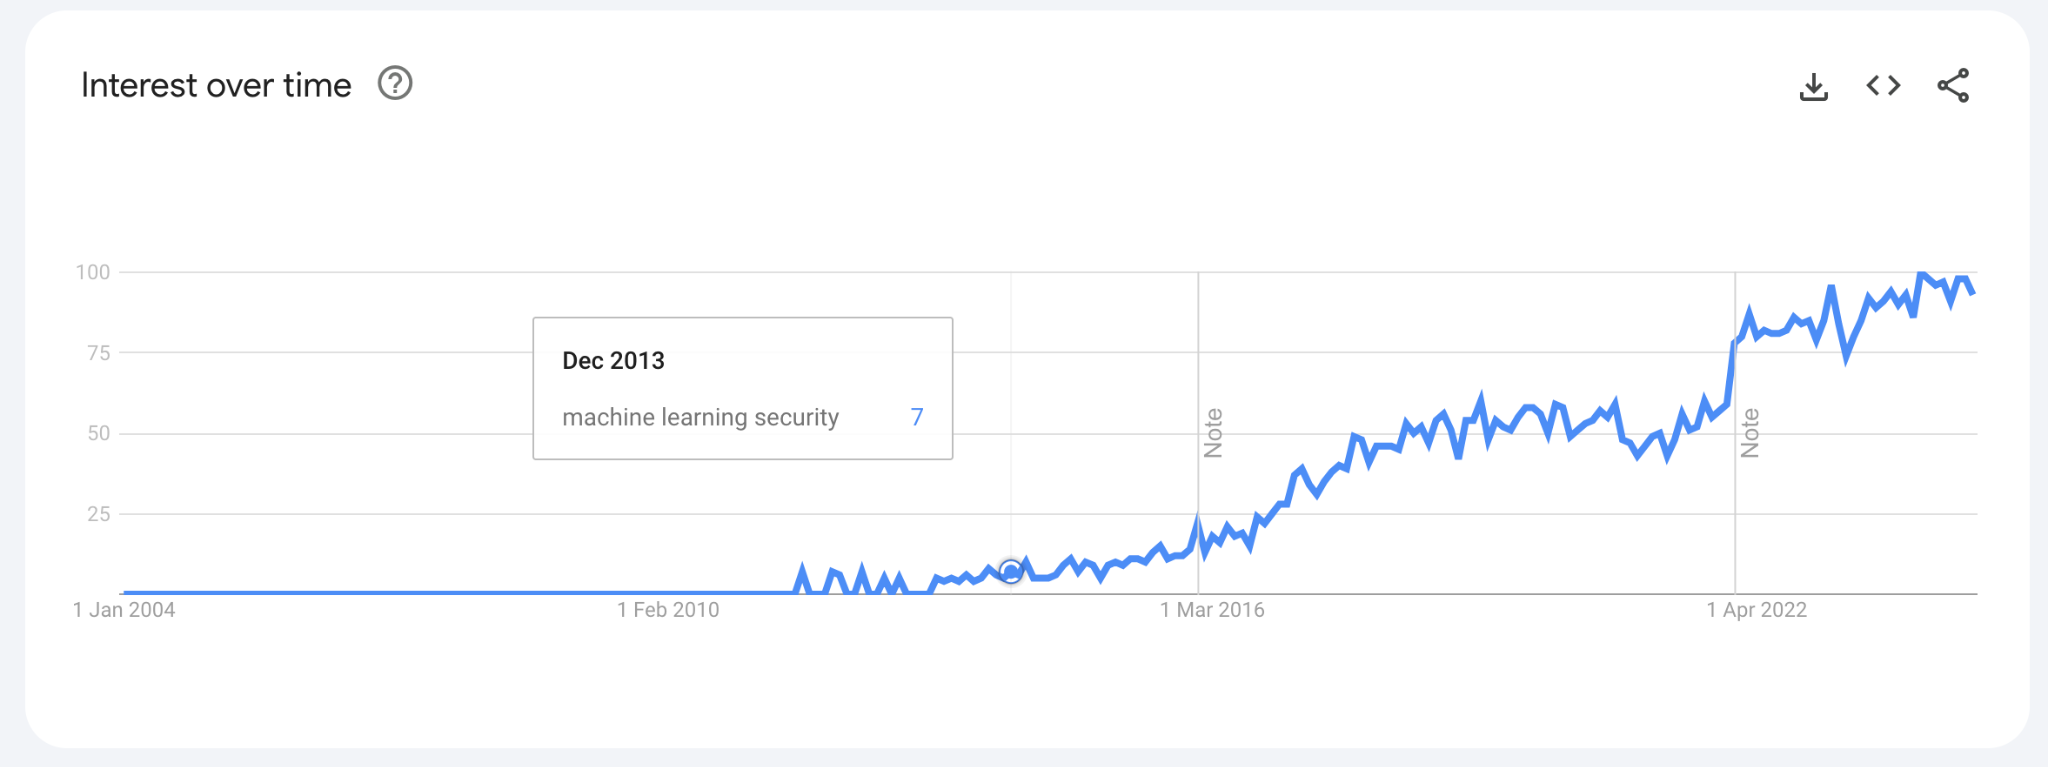 Interest over time
100
75
50
25
Dec 2013
machine learning security 7
Note
Note
1 Jan 2004
1 Feb 2010
1 Mar 2016
1 Apr 2022